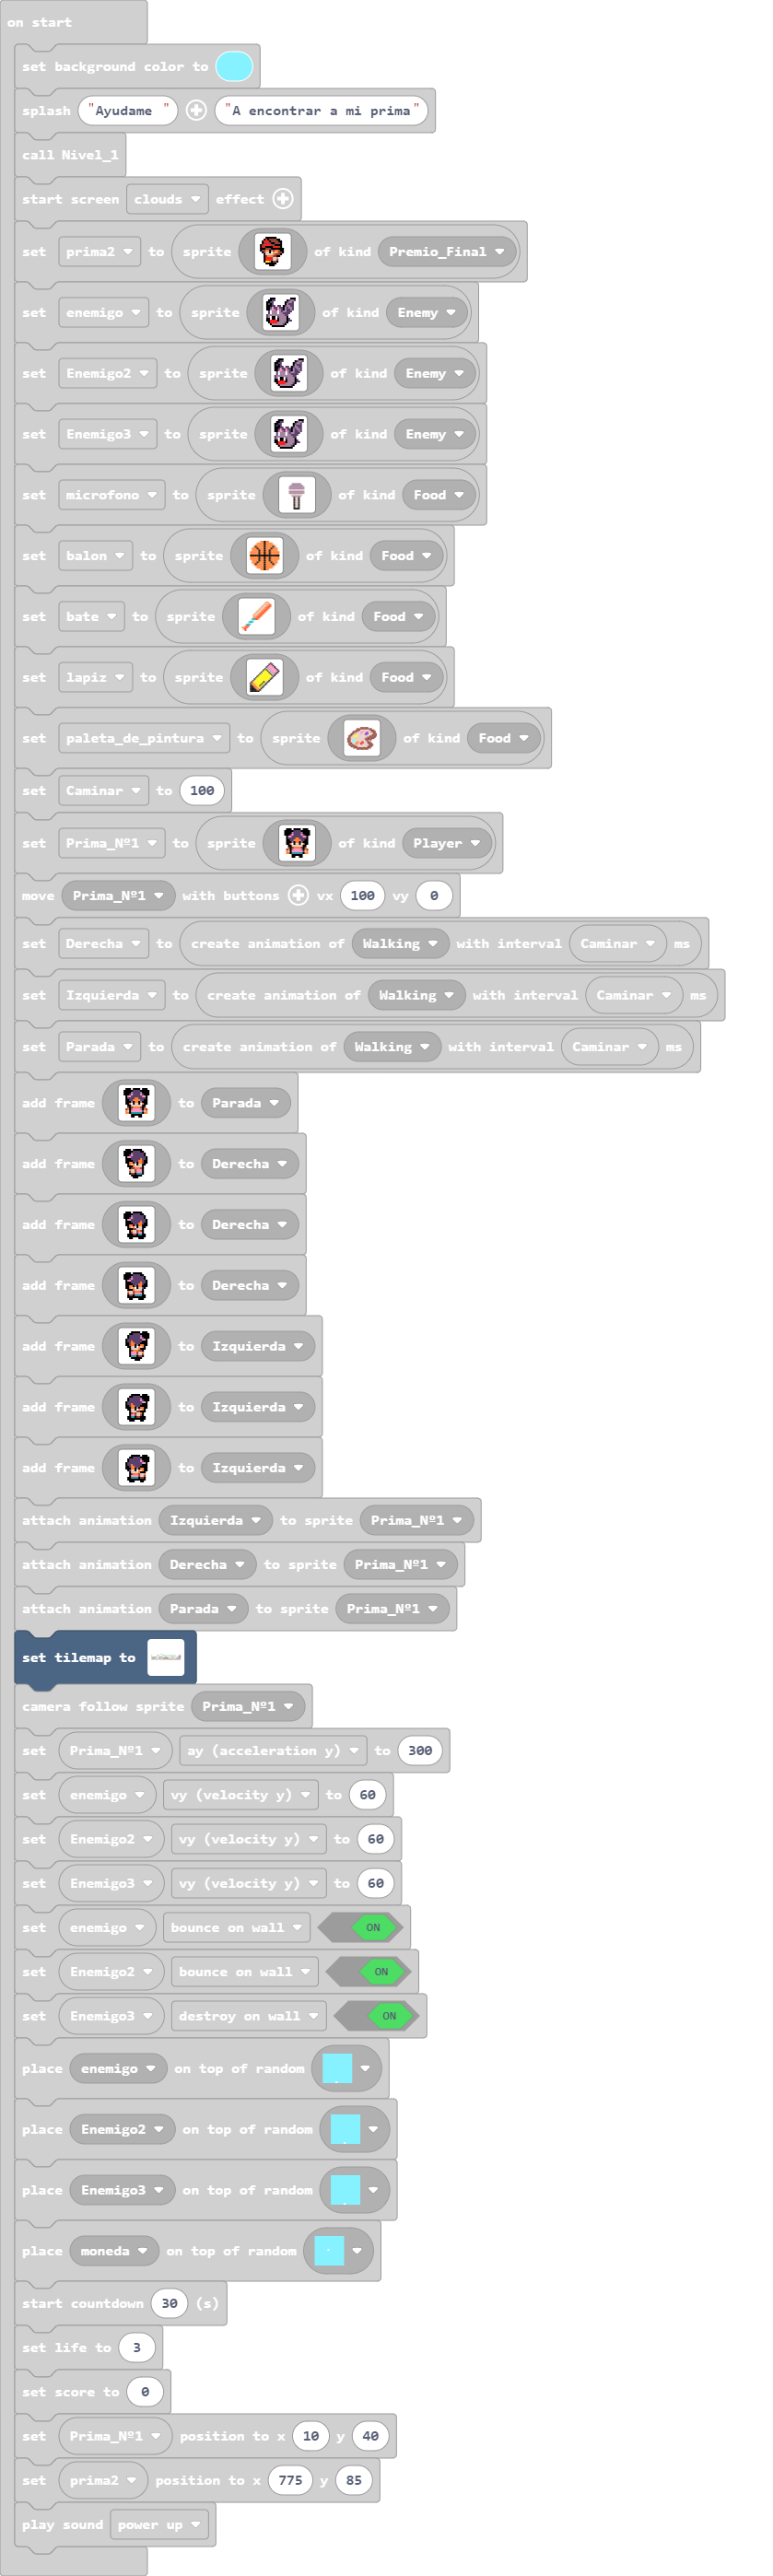 on start
set background color to
splash "Ayudame " "A encontrar a mi prima"
call Nivel_1
start screen clouds effect
set prima2 to sprite of kind Premio_Final
set enemigo to sprite of kind Enemy
set Enemigo2 to sprite of kind Enemy
set Enemigo3 to sprite of kind Enemy
set microfono to sprite of kind Food
set balon to sprite of kind Food
set bate to sprite of kind Food
set lapiz to sprite of kind Food
set paleta_de_pintura to sprite of kind Food
set Caminar to 100
set Prima_Nº1 to sprite of kind Player
move Prima_Nº1 with buttons vx 100 vy 0
set Derecha to create animation of Walking with interval Caminar ms
set Izquierda to create animation of Walking with interval Caminar ms
set Parada to create animation of Walking with interval Caminar ms
add frame to Parada
add frame to Derecha
add frame to Derecha
add frame to Derecha
add frame to Izquierda
add frame to Izquierda
add frame to Izquierda
attach animation Izquierda to sprite Prima_Nº1
attach animation Derecha to sprite Prima_Nº1
attach animation Parada to sprite Prima_Nº1
set tilemap to
camera follow sprite Prima_Nº1
set Prima_Nº1 ay (acceleration y) to 300
set enemigo vy (velocity y) to 60
set Enemigo2 vy (velocity y) to 60
set Enemigo3 vy (velocity y) to 60
set enemigo bounce on wall ON
set Enemigo2 bounce on wall ON
set Enemigo3 destroy on wall ON
place enemigo on top of random
place Enemigo2 on top of random
place Enemigo3 on top of random
place moneda on top of random
start countdown 30 (s)
set life to 3
set score to 0
set Prima_Nº1 position to x 10 y 40
set prima2 position to x 775 y 85
play sound power up